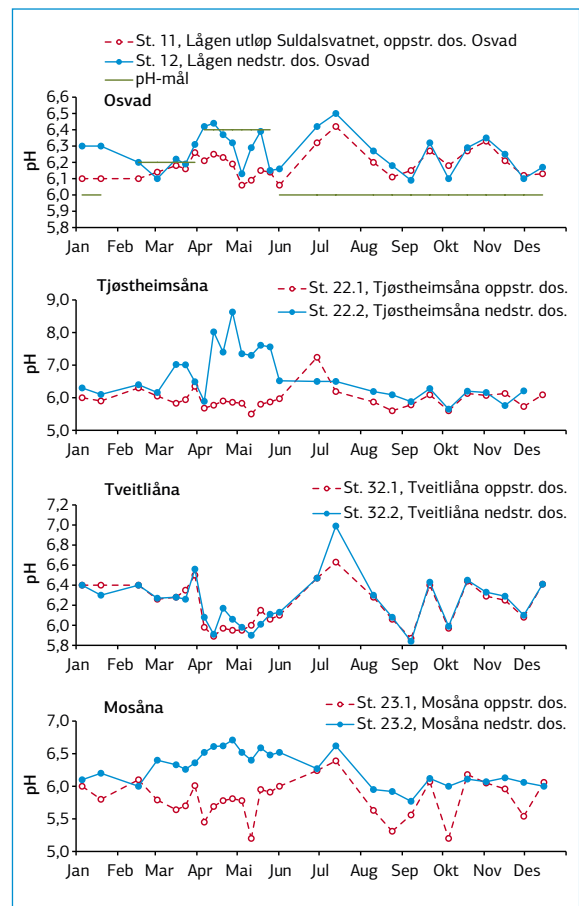 St. 11, Lågen utløp Suldalsvatnet, oppstr. dos. Osvad
St. 12, Lågen nedstr. dos. Osvad
pH-mål
Osvad
6,6
6,5
6,4
6,3
6,2
6,1
6,0
5,9
5,8
pH
Jan Feb Mar Apr Mai Jun Jul Aug Sep Okt Nov Des
Tjøstheimsåna
St. 22.1, Tjøstheimsåna oppstr. dos.
St. 22.2, Tjøstheimsåna nedstr. dos.
9,0
8,0
7,0
6,0
5,0
pH
Jan Feb Mar Apr Mai Jun Jul Aug Sep Okt Nov Des
Tveitliåna
St. 32.1, Tveitliåna oppstr. dos.
St. 32.2, Tveitliåna nedstr. dos.
7,2
7,0
6,8
6,6
6,4
6,2
6,0
5,8
pH
Jan Feb Mar Apr Mai Jun Jul Aug Sep Okt Nov Des
Mosåna
St. 23.1, Mosåna oppstr. dos.
St. 23.2, Mosåna nedstr. dos.
7,0
6,5
6,0
5,5
5,0
pH
Jan Feb Mar Apr Mai Jun Jul Aug Sep Okt Nov Des